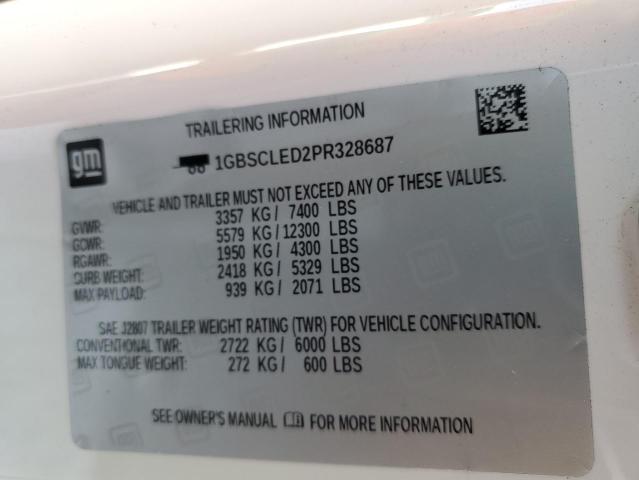 TRAILERING INFORMATION
gm
1GBSCLED2PR328687
VEHICLE AND TRAILER MUST NOT EXCEED ANY OF THESE VALUES.
GVWR: 3357 KG/ 7400 LBS
GCWR: 5579 KG/12300 LBS
RGAWR: 1950 KG/ 4300 LBS
CURB WEIGHT: 2418 KG/ 5329 LBS
MAX PAYLOAD: 939 KG/ 2071 LBS
SAE J2807 TRAILER WEIGHT RATING (TWR) FOR VEHICLE CONFIGURATION.
CONVENTIONAL TWR: 2722 KG/ 6000 LBS
MAX TONGUE WEIGHT: 272 KG/ 600 LBS
SEE OWNER'S MANUAL FOR MORE INFORMATION